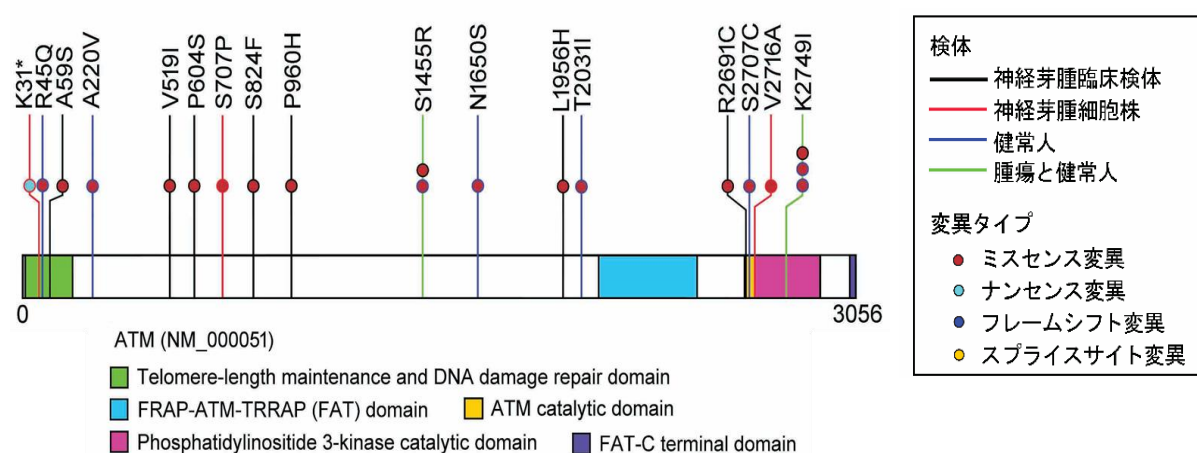 K31*
R45Q
A59S
A220V
V519I
P604S
S707P
S824F
P960H
S1455R
N1650S
L1956H
T2031I
R2691C
S2707C
V2716A
K2749I
0
3056
ATM (NM_000051)
Telomere-length maintenance and DNA damage repair domain
FRAP-ATM-TRRAP (FAT) domain
ATM catalytic domain
Phosphatidylinositide 3-kinase catalytic domain
FAT-C terminal domain
検体
神経芽腫臨床検体
神経芽腫細胞株
健常人
腫瘍と健常人
変異タイプ
ミスセンス変異
ナンセンス変異
フレームシフト変異
スプライスサイト変異